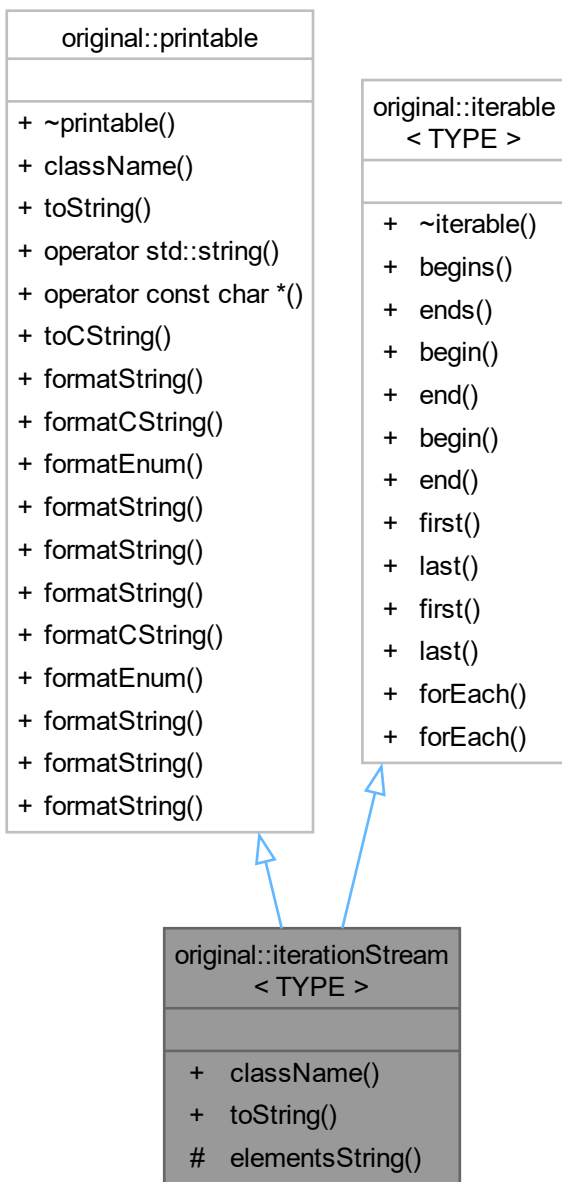 original::printable
+ ~printable()
+ className()
+ toString()
+ operator std::string()
+ operator const char *()
+ toCString()
+ formatString()
+ formatCString()
+ formatEnum()
+ formatString()
+ formatString()
+ formatString()
+ formatCString()
+ formatEnum()
+ formatString()
+ formatString()
+ formatString()
original::iterable
< TYPE >
+ ~iterable()
+ begins()
+ ends()
+ begin()
+ end()
+ begin()
+ end()
+ first()
+ last()
+ first()
+ last()
+ forEach()
+ forEach()
original::iterationStream
< TYPE >
+ className()
+ toString()
# elementsString()